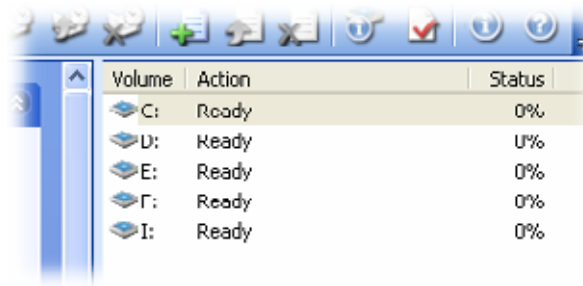 Volume Action Status
C: Ready 0%
D: Ready 0%
E: Ready 0%
F: Ready 0%
I: Ready 0%